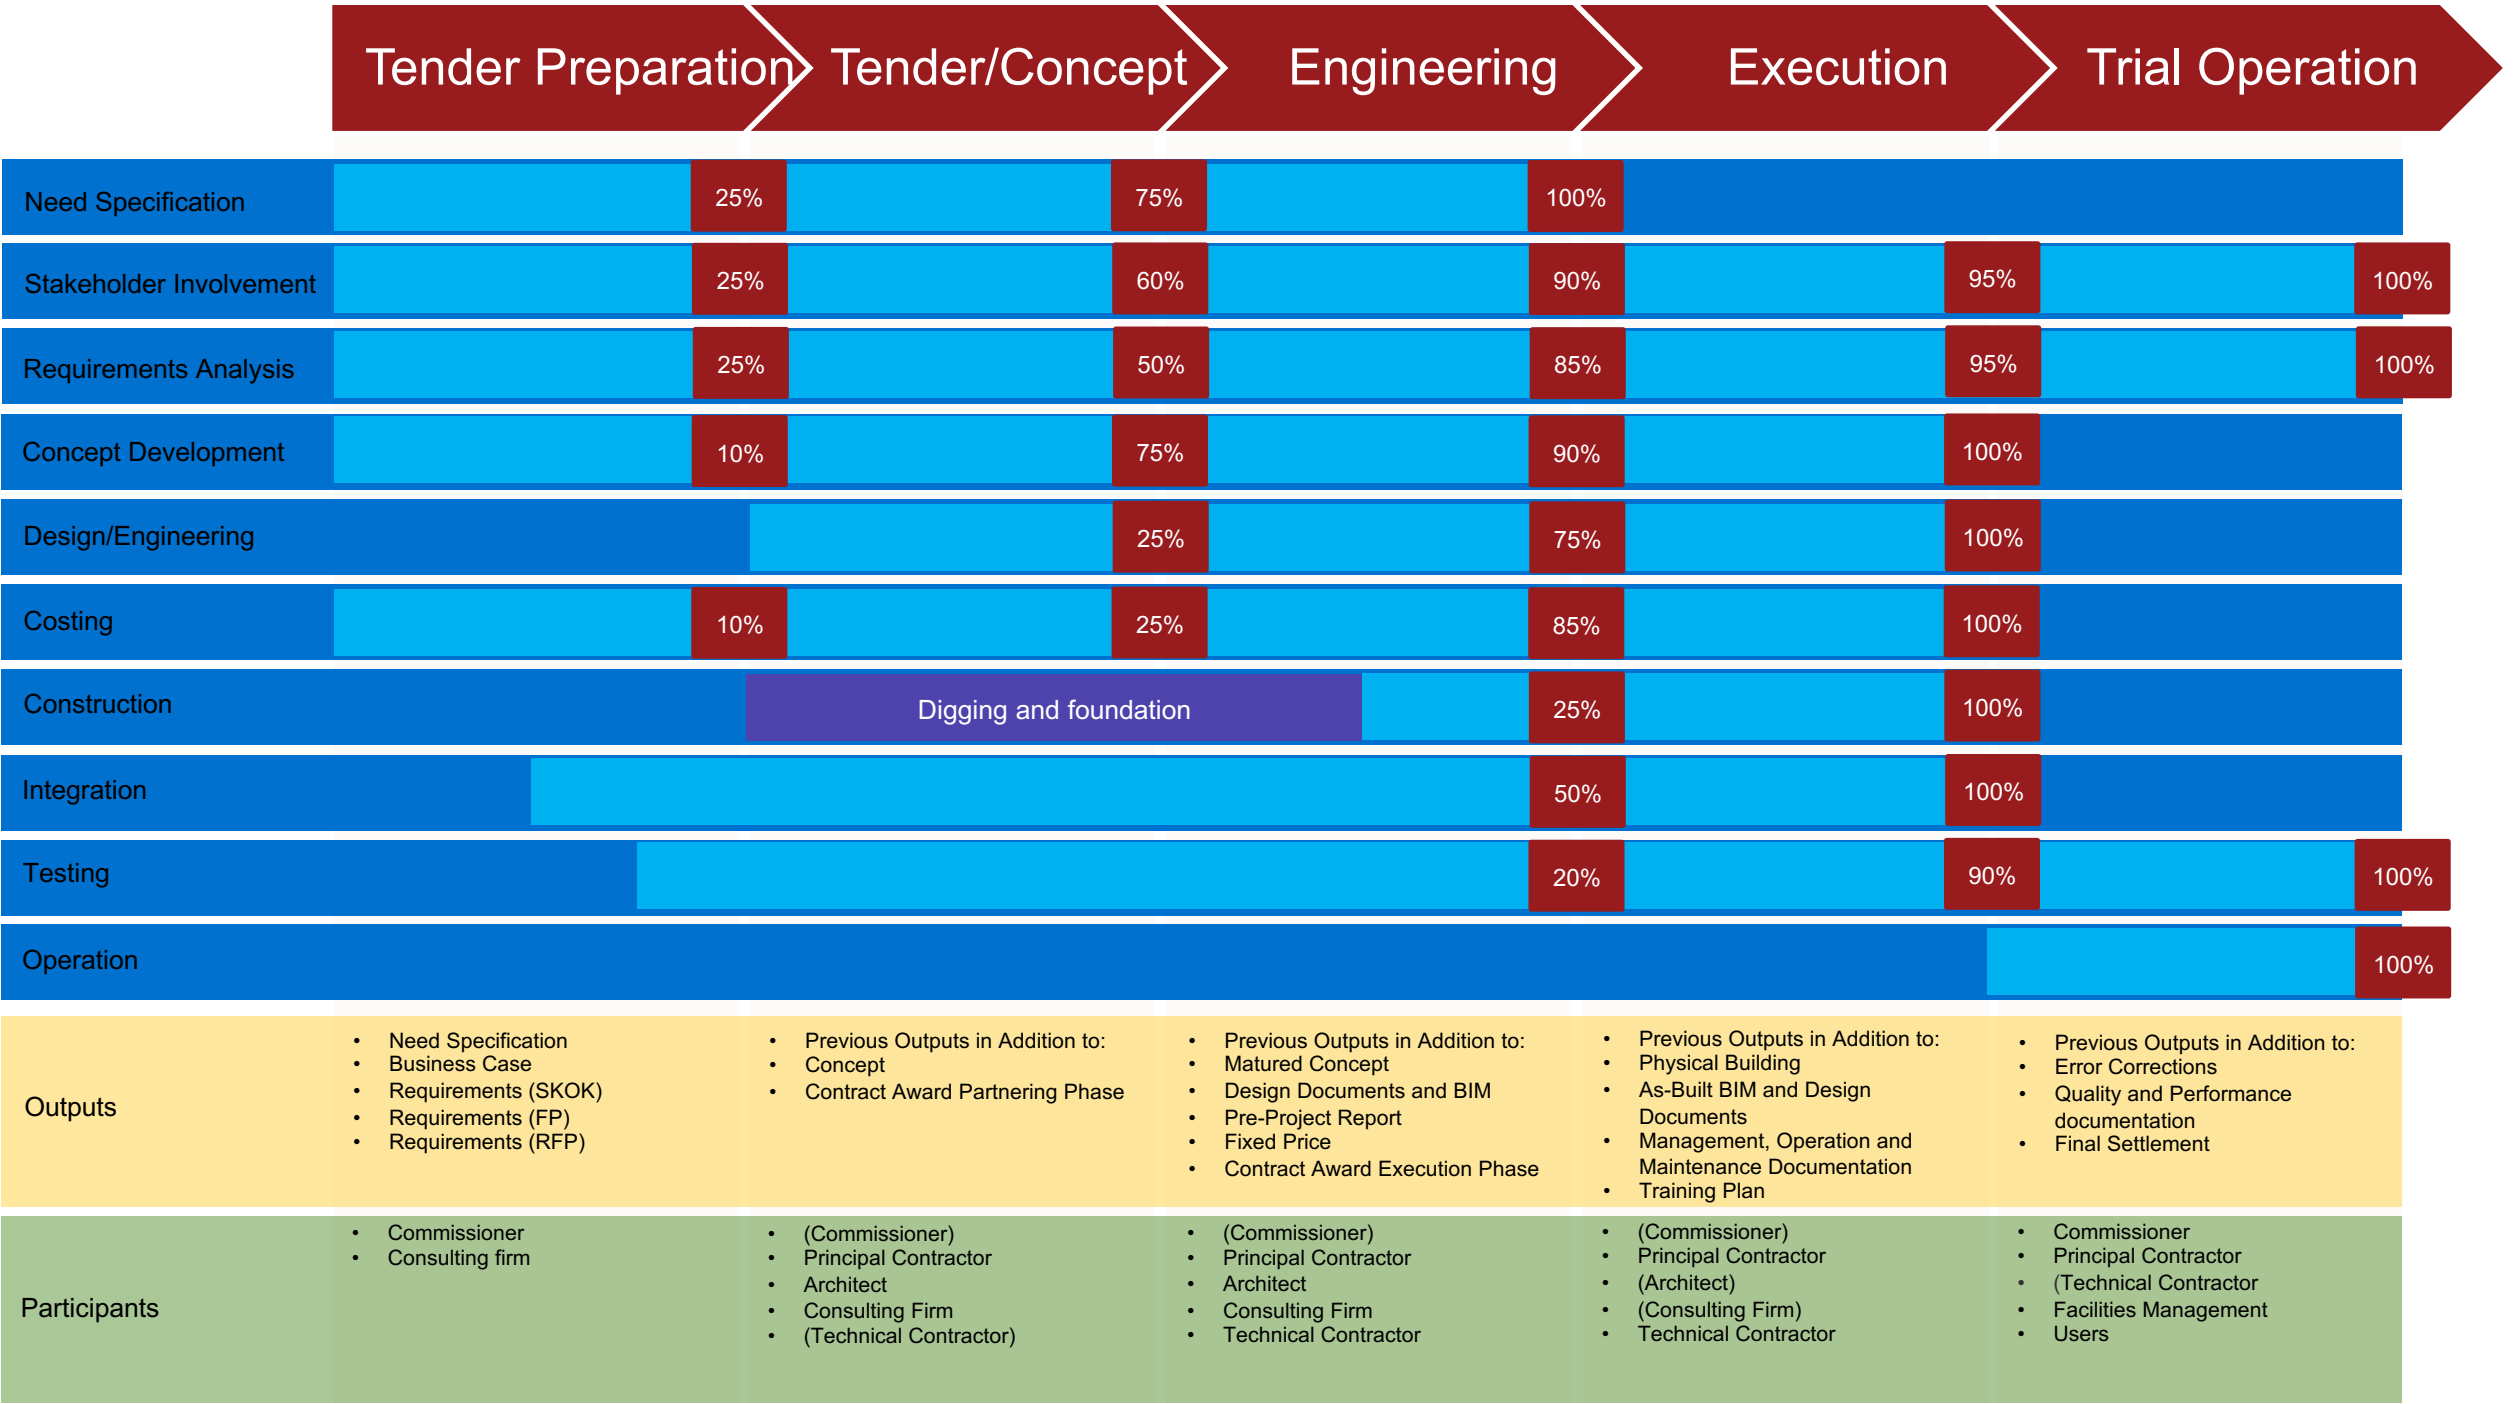 Tender Preparation Tender/Concept Engineering Execution Trial Operation
Need Specification 25% 75% 100%
Stakeholder Involvement 25% 60% 90% 95% 100%
Requirements Analysis 25% 50% 85% 95% 100%
Concept Development 10% 75% 90% 100%
Design/Engineering 25% 75% 100%
Costing 10% 25% 85% 100%
Construction Digging and foundation 25% 100%
Integration 50% 100%
Testing 20% 90% 100%
Operation 100%
Outputs
• Need Specification
• Business Case
• Requirements (SKOK)
• Requirements (FP)
• Requirements (RFP)
• Previous Outputs in Addition to:
• Concept
• Contract Award Partnering Phase
• Previous Outputs in Addition to:
• Matured Concept
• Design Documents and BIM
• Pre-Project Report
• Fixed Price
• Contract Award Execution Phase
• Previous Outputs in Addition to:
• Physical Building
• As-Built BIM and Design
Documents
• Management, Operation and
Maintenance Documentation
• Training Plan
• Previous Outputs in Addition to:
• Error Corrections
• Quality and Performance
documentation
• Final Settlement
Participants
• Commissioner
• Consulting firm
• (Commissioner)
• Principal Contractor
• Architect
• Consulting Firm
• (Technical Contractor)
• (Commissioner)
• Principal Contractor
• Architect
• Consulting Firm
• Technical Contractor
• (Commissioner)
• Principal Contractor
• (Architect)
• (Consulting Firm)
• Technical Contractor
• Commissioner
• Principal Contractor
• (Technical Contractor
• Facilities Management
• Users